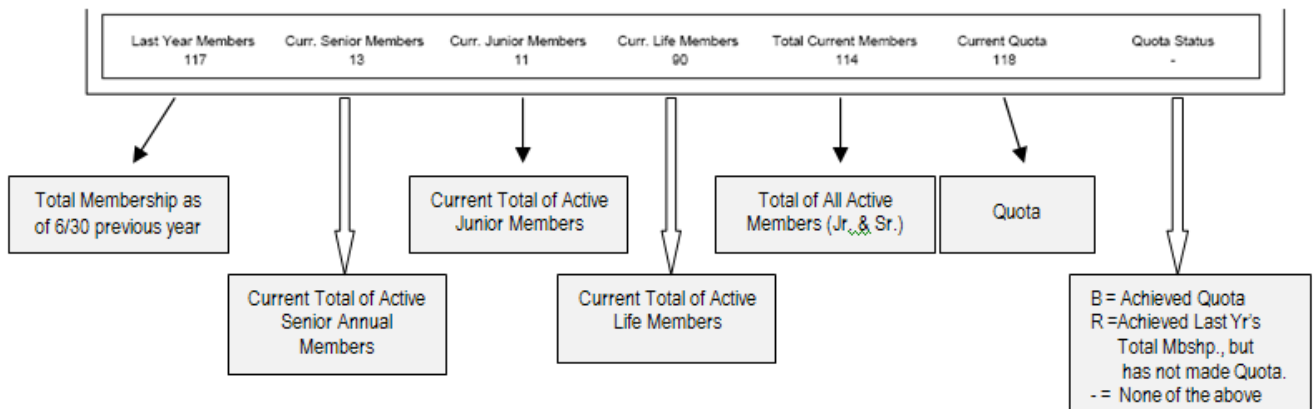 Last Year Members Curr. Senior Members Curr. Junior Members Curr. Life Members Total Current Members Current Quota Quota Status
117 13 11 90 114 118 -
Total Membership as
of 6/30 previous year
Current Total of Active
Junior Members
Total of All Active
Members (Jr. & Sr.)
Quota
Current Total of Active
Senior Annual
Members
Current Total of Active
Life Members
B = Achieved Quota
R =Achieved Last Yr's
Total Mbshp., but
has not made Quota.
- = None of the above